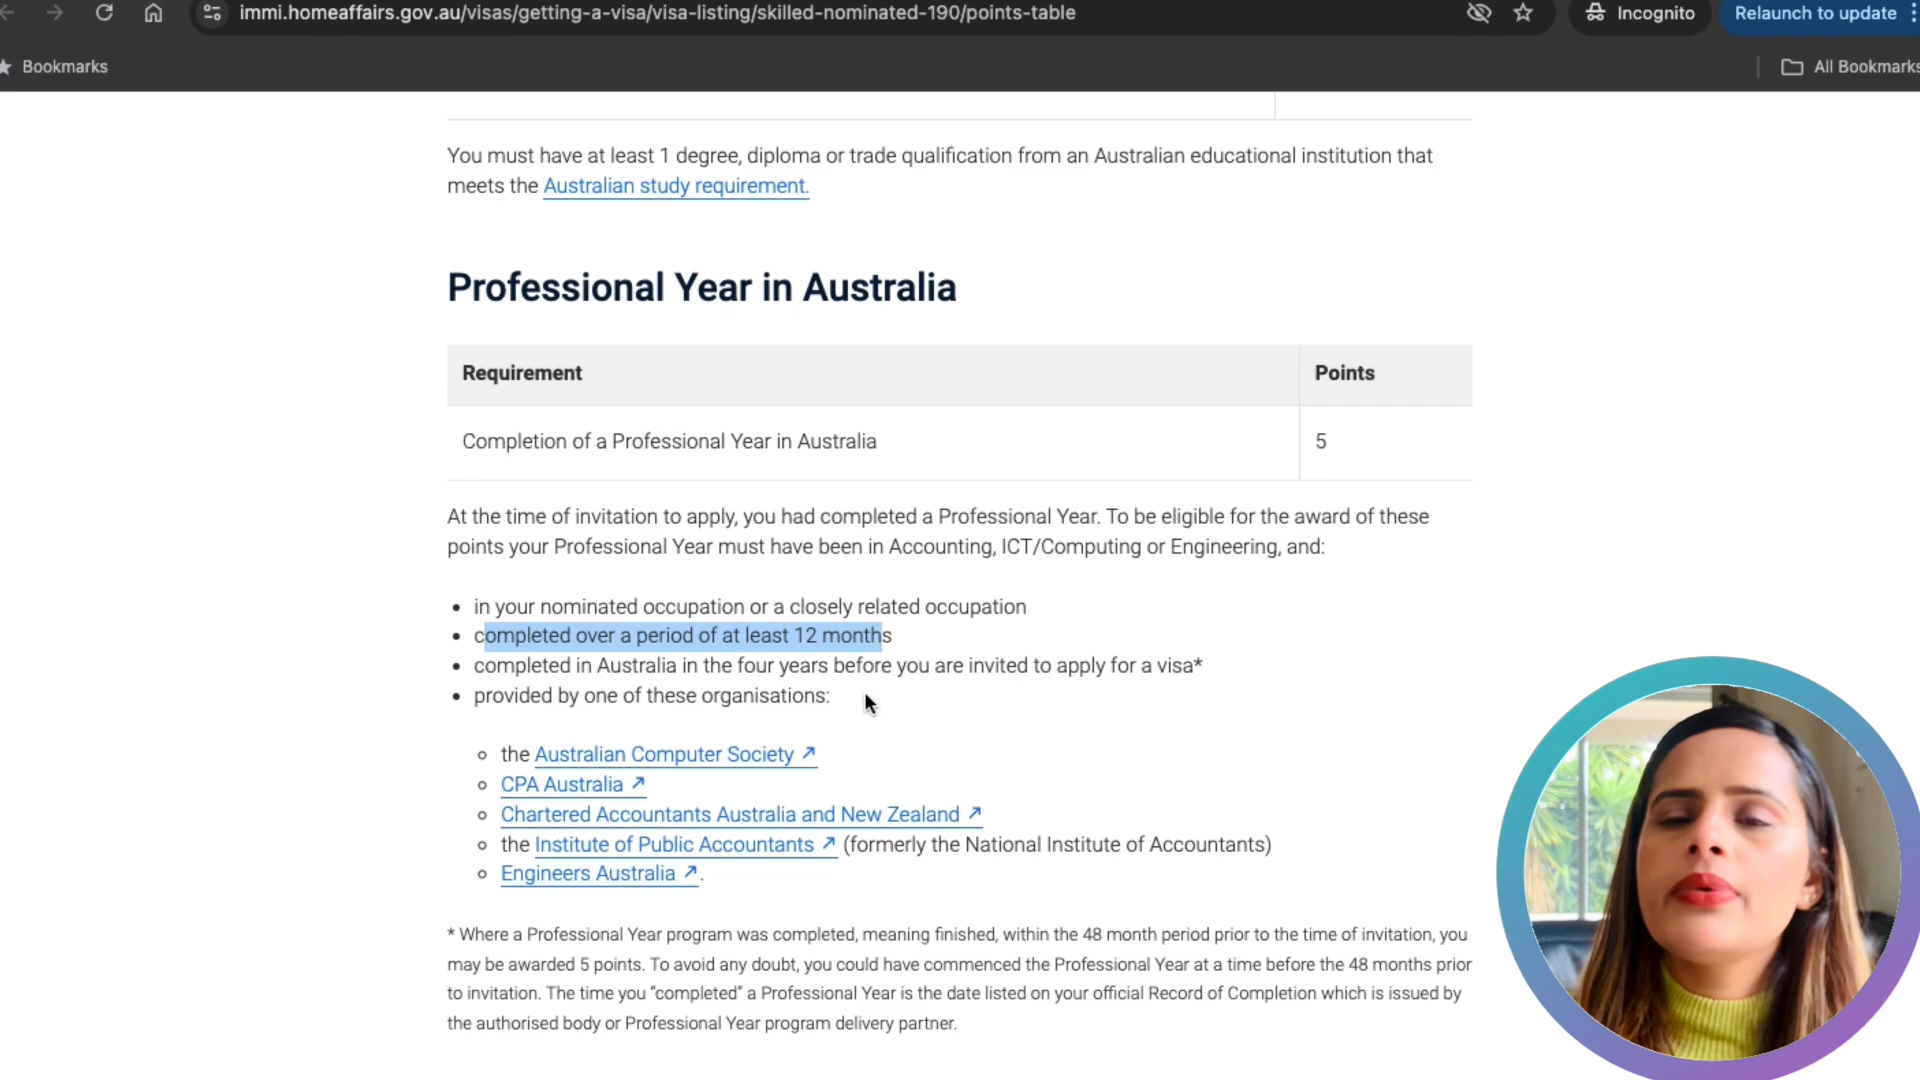 immi.homeaffairs.gov.au/visas/getting-a-visa/visa-listing/skilled-nominated-190/points-table
Incognito
Relaunch to update
Bookmarks
All Bookmarks
You must have at least 1 degree, diploma or trade qualification from an Australian educational institution that
meets the Australian study requirement.
Professional Year in Australia
Requirement
Points
Completion of a Professional Year in Australia
5
At the time of invitation to apply, you had completed a Professional Year. To be eligible for the award of these
points your Professional Year must have been in Accounting, ICT/Computing or Engineering, and:
• in your nominated occupation or a closely related occupation
• completed over a period of at least 12 months
• completed in Australia in the four years before you are invited to apply for a visa*
• provided by one of these organisations:
the Australian Computer Society
CPA Australia
Chartered Accountants Australia and New Zealand
the Institute of Public Accountants (formerly the National Institute of Accountants)
Engineers Australia.
* Where a Professional Year program was completed, meaning finished, within the 48 month period prior to the time of invitation, you
may be awarded 5 points. To avoid any doubt, you could have commenced the Professional Year at a time before the 48 months prior
to invitation. The time you “completed” a Professional Year is the date listed on your official Record of Completion which is issued by
the authorised body or Professional Year program delivery partner.